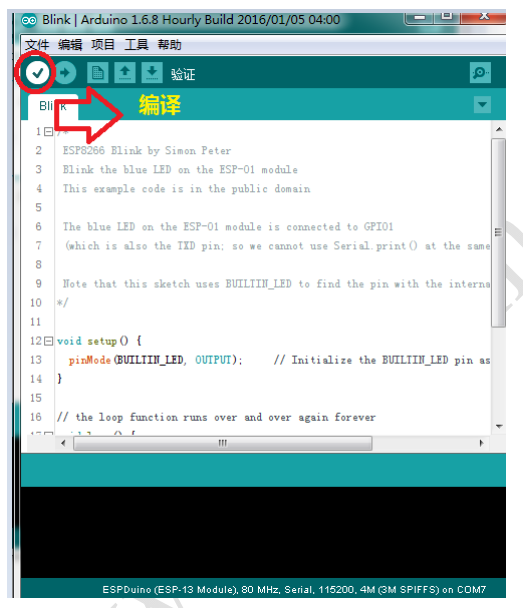 Blink | Arduino 1.6.8 Hourly Build 2016/01/05 04:00
文件 编辑 项目 工具 帮助
验证
编译
1 /*
2 ESP8266 Blink by Simon Peter
3 Blink the blue LED on the ESP-01 module
4 This example code is in the public domain
5
6 The blue LED on the ESP-01 module is connected to GPIO1
7 (which is also the TXD pin; so we cannot use Serial.print() at the same
8
9 Note that this sketch uses BUILTIN_LED to find the pin with the interna
10 */
11
12 void setup() {
13 pinMode(BUILTIN_LED, OUTPUT); // Initialize the BUILTIN_LED pin as
14 }
15
16 // the loop function runs over and over again forever
ESPDuino (ESP-13 Module), 80 MHz, Serial, 115200, 4M (3M SPIFFS) on COM7